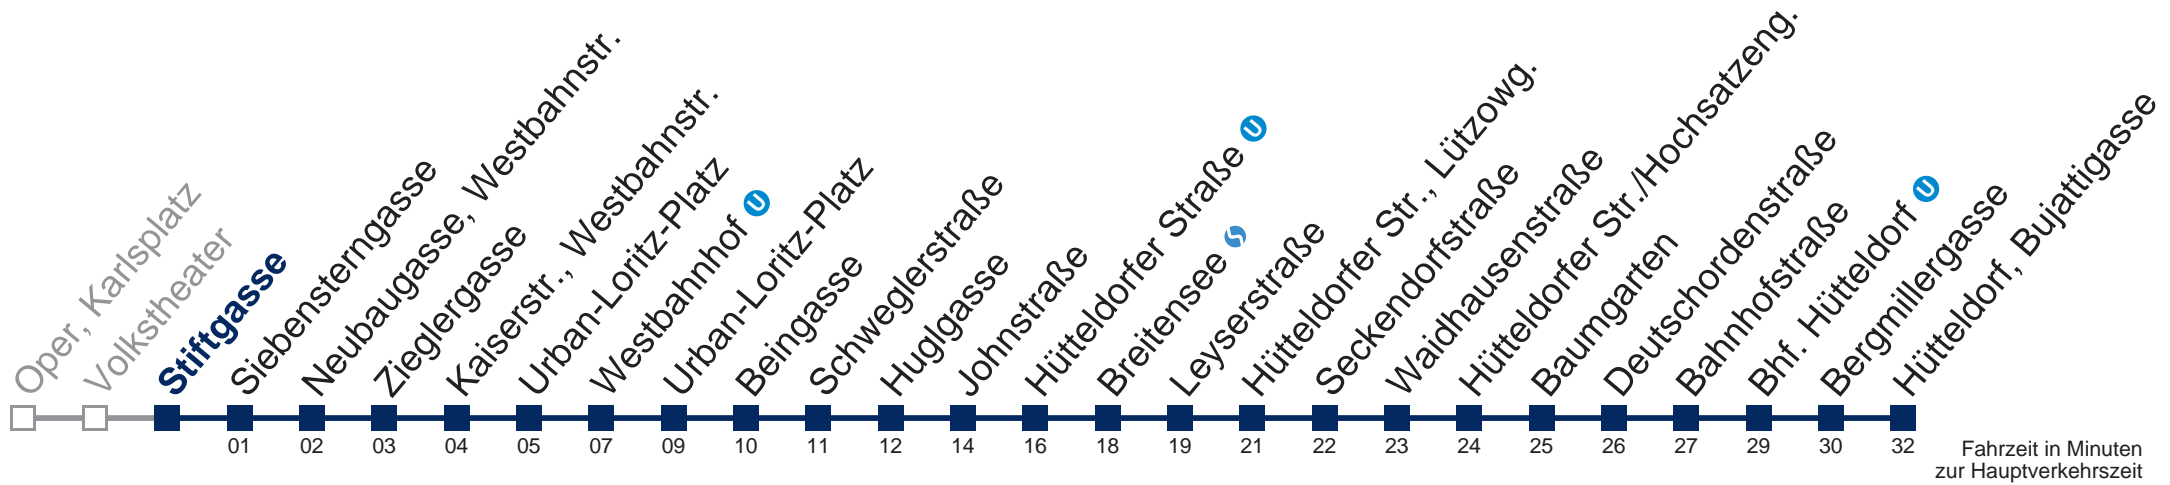 Oper, Karlsplatz
Volkstheater
Stiftgasse
Siebensterngasse
Neubaugasse, Westbahnstr.
Zieglergasse
Kaiserstr., Westbahnstr.
Urban-Loritz-Platz
Westbahnhof U
Urban-Loritz-Platz
Beingasse
Schweglerstraße
Huglgasse
Johnstraße
Hütteldorfer Straße U
Breitensee S
Leyserstraße
Hütteldorfer Str., Lützowg.
Seckendorfstraße
Waidhausenstraße
Hütteldorfer Str./Hochsatzeng.
Baumgarten
Deutschordenstraße
Bahnhofstraße
Bhf. Hütteldorf U
Bergmillergasse
Hütteldorf, Bujattigasse
01 02 03 04 05 07 09 10 11 12 14 16 18 19 21 22 23 24 25 26 27 29 30 32
Fahrzeit in Minuten
zur Hauptverkehrszeit